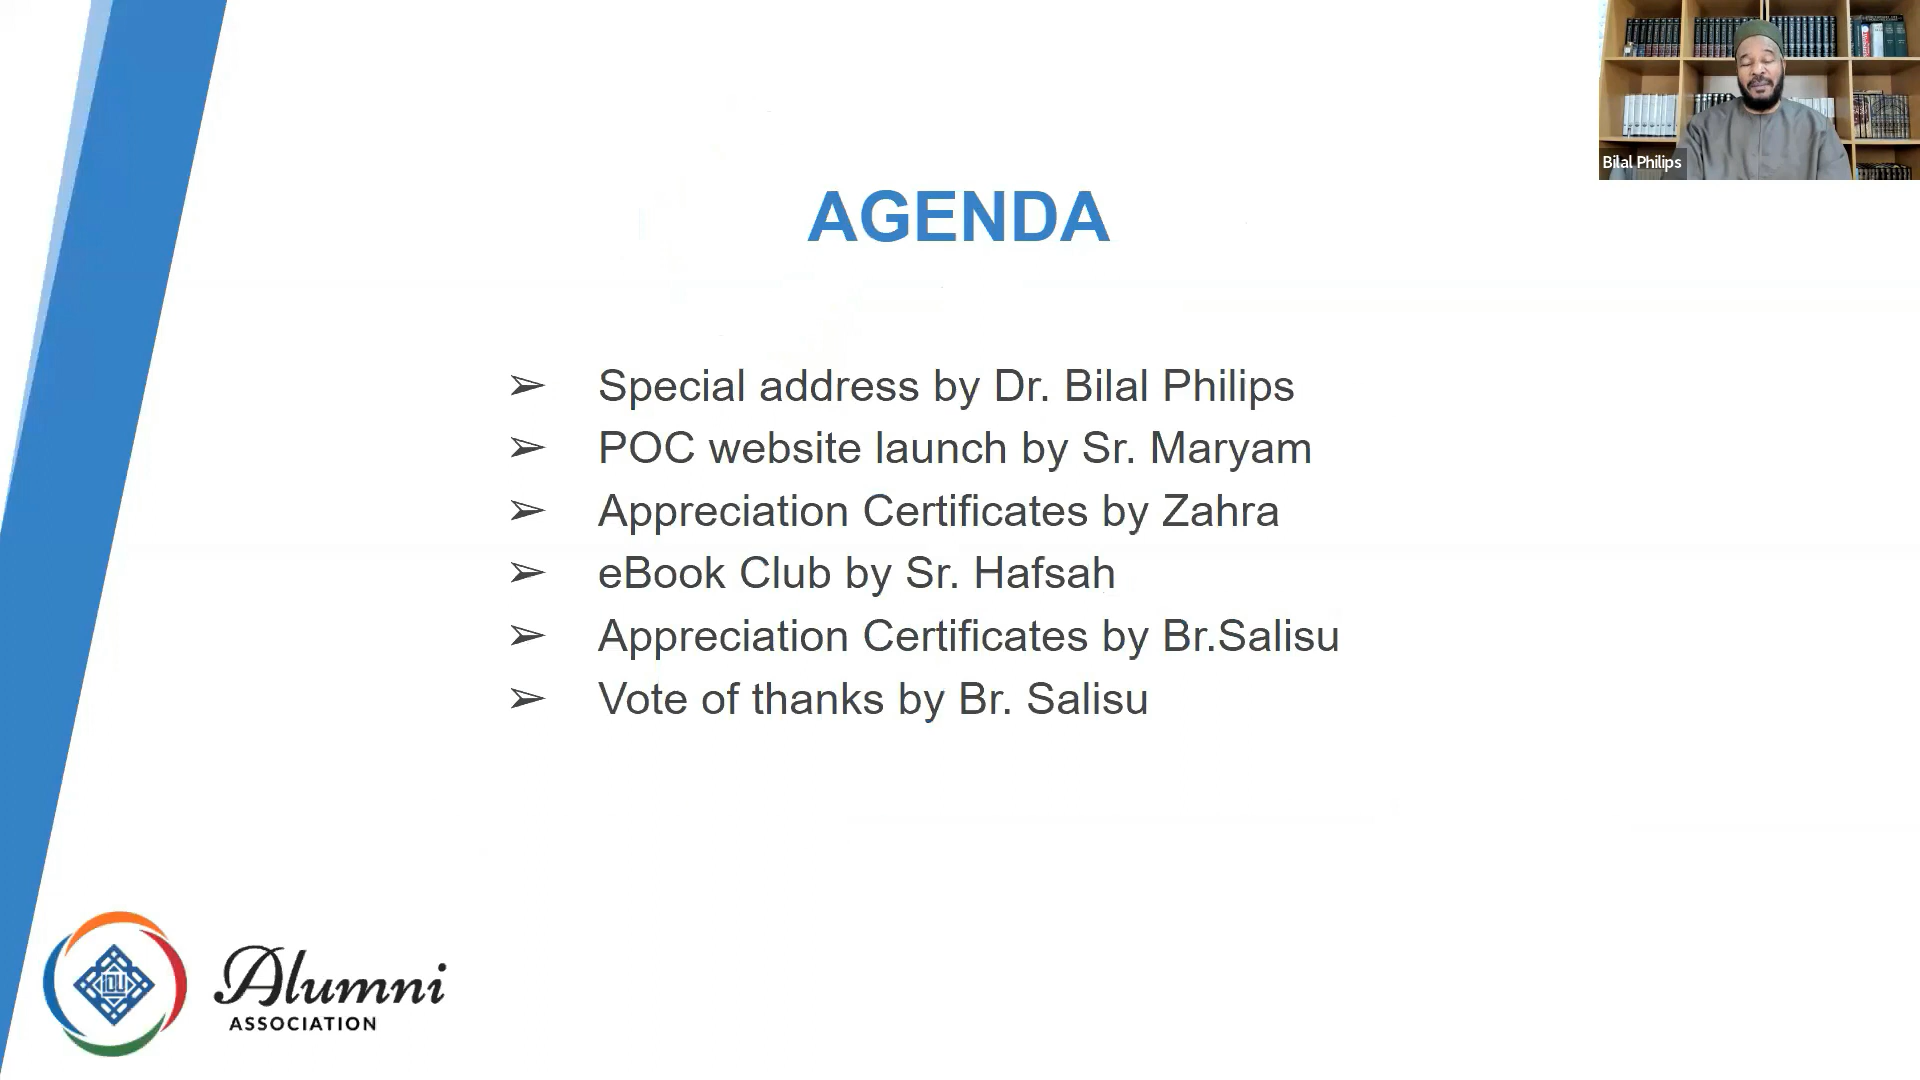 Bilal Philips
AGENDA
➢ Special address by Dr. Bilal Philips
➢ POC website launch by Sr. Maryam
➢ Appreciation Certificates by Zahra
➢ eBook Club by Sr. Hafsah
➢ Appreciation Certificates by Br.Salisu
➢ Vote of thanks by Br. Salisu
IOU
Alumni
ASSOCIATION